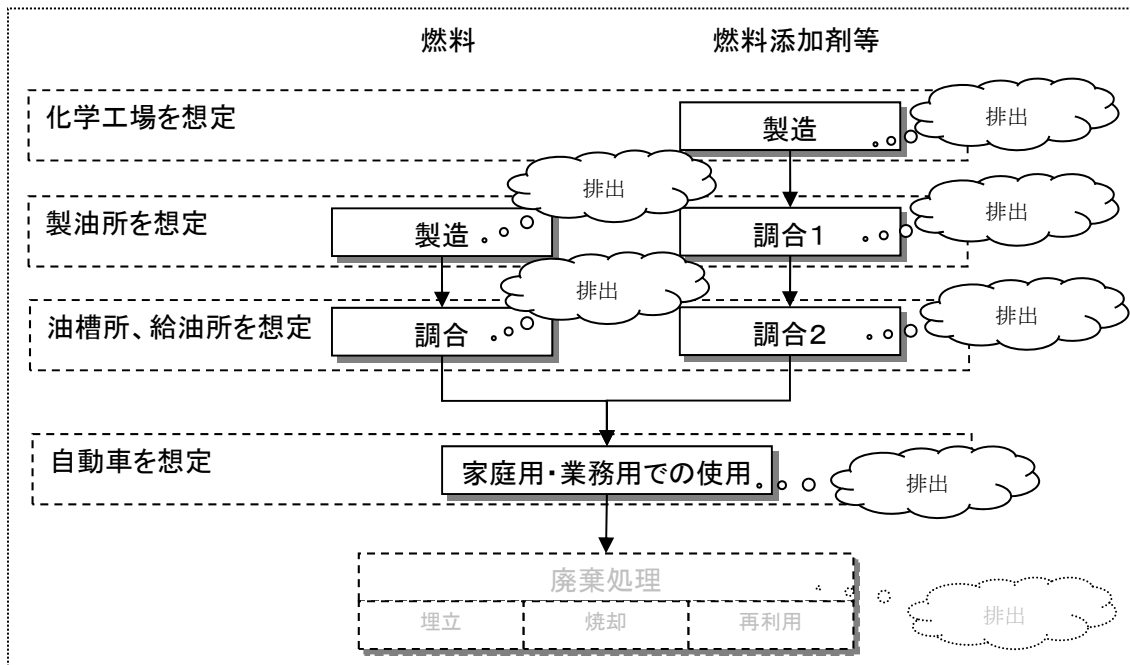 燃料
燃料添加剤等
化学工場を想定
製造
排出
製油所を想定
製造
排出
調合1
排出
油槽所、給油所を想定
調合
排出
調合2
排出
自動車を想定
家庭用・業務用での使用
排出
廃棄処理
埋立
焼却
再利用
排出